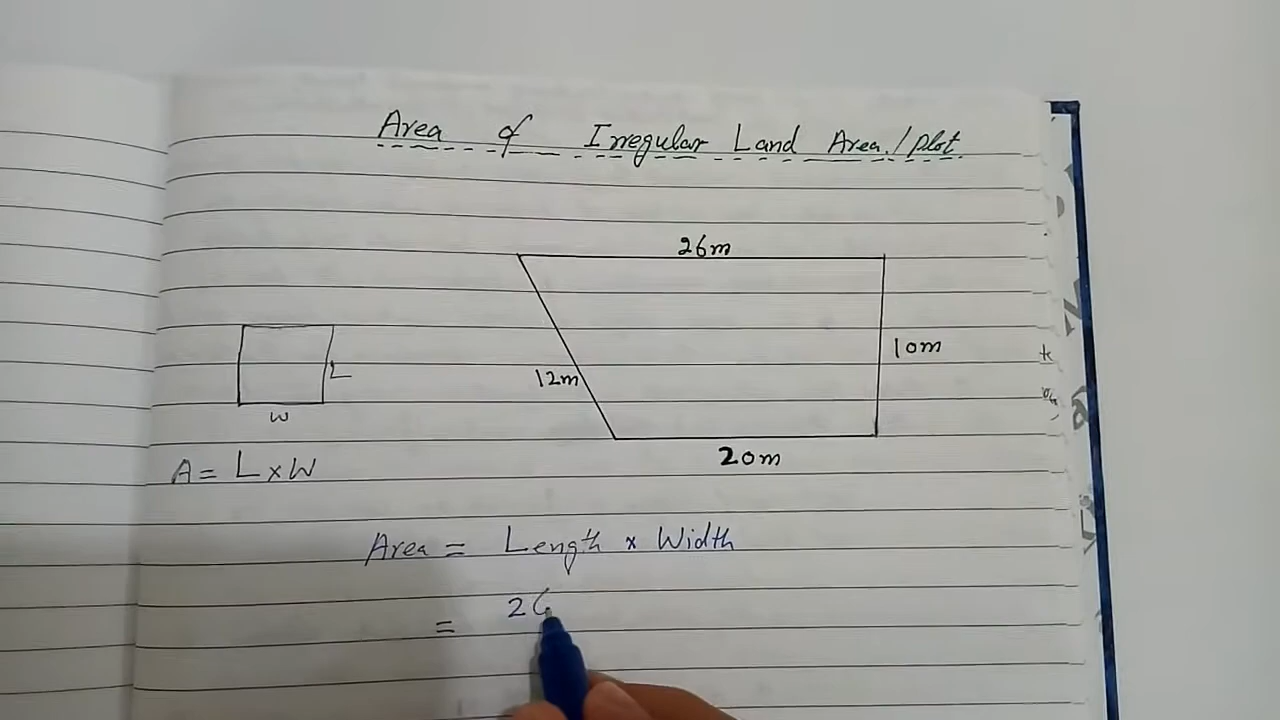 Area of Irregular Land Area./Plot.
26m
10m
L
12m
W
20m
A = L x W
Area = Length x Width
= 26